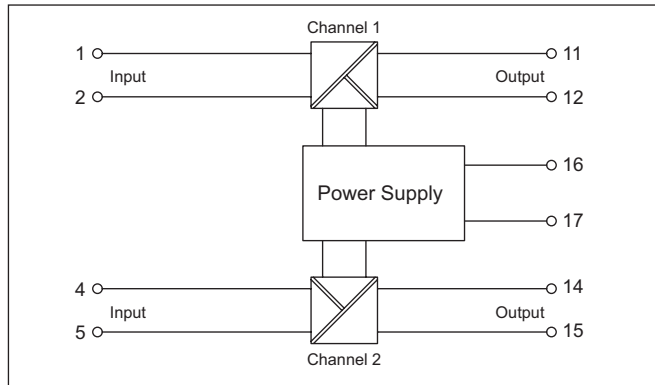 Channel 1
1
11
Input
Output
2
12
16
Power Supply
17
4
14
Input
Output
5
15
Channel 2